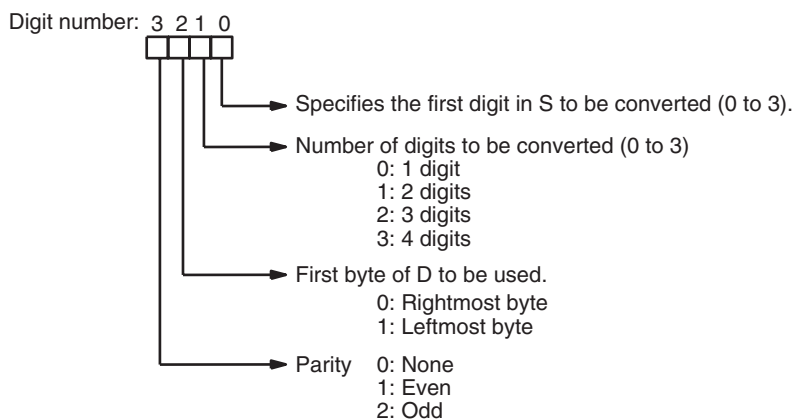 Digit number: 3 2 1 0
Specifies the first digit in S to be converted (0 to 3).
Number of digits to be converted (0 to 3)
0: 1 digit
1: 2 digits
2: 3 digits
3: 4 digits
First byte of D to be used.
0: Rightmost byte
1: Leftmost byte
Parity 0: None
1: Even
2: Odd